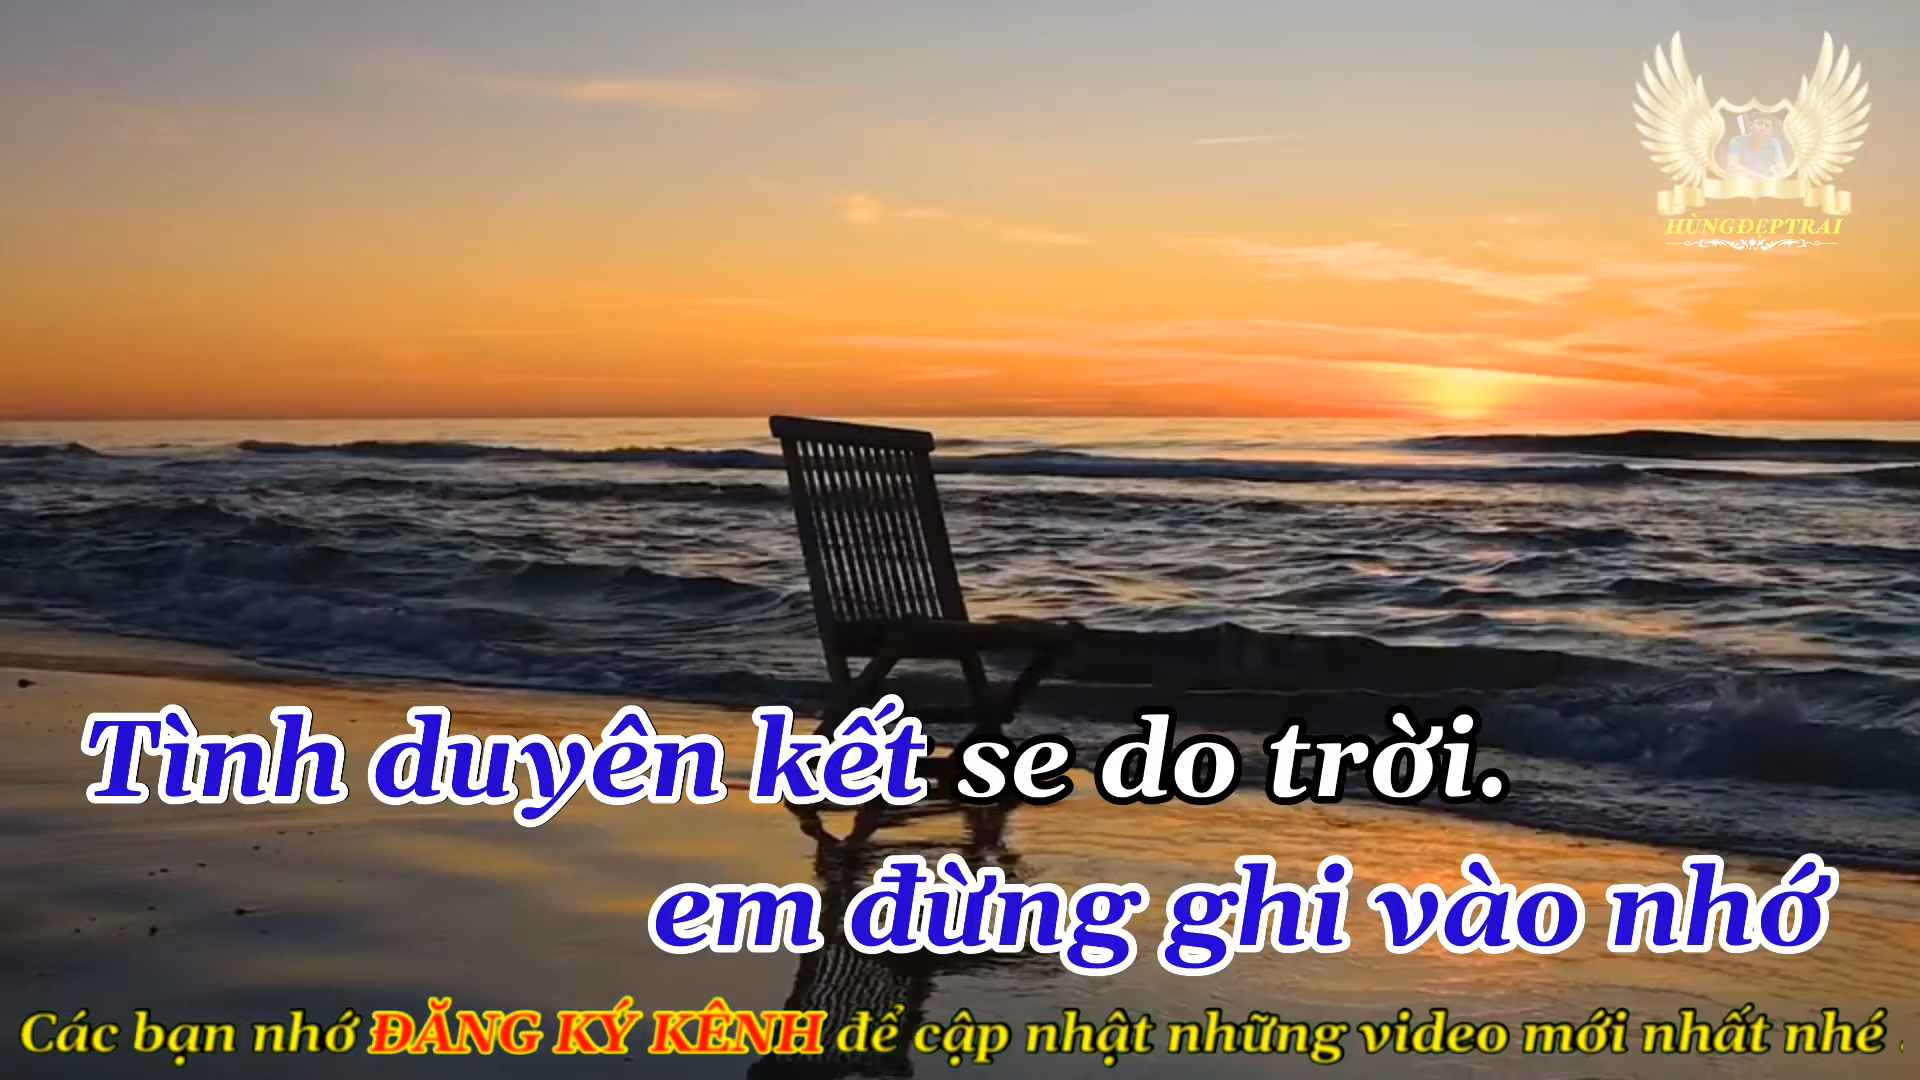 HÙNGĐẸPTRAI
Tình duyên kết se do trời.
em đừng ghi vào nhớ
Các bạn nhớ ĐĂNG KÝ KÊNH để cập nhật những video mới nhất nhé